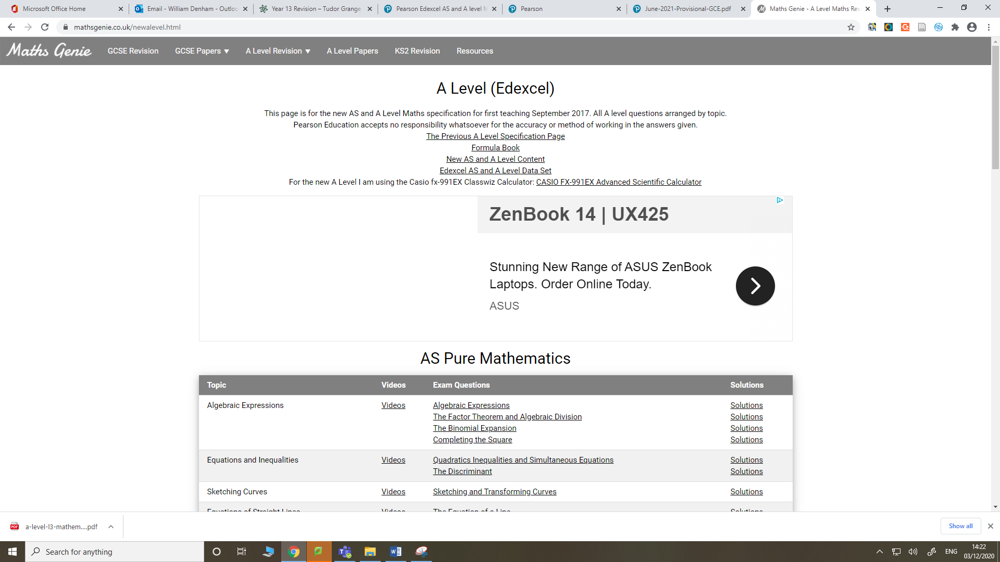 Microsoft Office Home
Email - William Denham - Outloo
Year 13 Revision – Tudor Grange
Pearson Edexcel AS and A level M
Pearson
June-2021-Provisional-GCE.pdf
Maths Genie - A Level Maths Rev
mathsgenie.co.uk/newalevel.html
Maths Genie
GCSE Revision
GCSE Papers ▼
A Level Revision ▼
A Level Papers
KS2 Revision
Resources
A Level (Edexcel)
This page is for the new AS and A Level Maths specification for first teaching September 2017. All A level questions arranged by topic.
Pearson Education accepts no responsibility whatsoever for the accuracy or method of working in the answers given.
The Previous A Level Specification Page
Formula Book
New AS and A Level Content
Edexcel AS and A Level Data Set
For the new A Level I am using the Casio fx-991EX Classwiz Calculator: CASIO FX-991EX Advanced Scientific Calculator
ZenBook 14 | UX425
Stunning New Range of ASUS ZenBook
Laptops. Order Online Today.
ASUS
AS Pure Mathematics
Topic Videos Exam Questions Solutions
Algebraic Expressions Videos Algebraic Expressions Solutions
The Factor Theorem and Algebraic Division Solutions
The Binomial Expansion Solutions
Completing the Square Solutions
Equations and Inequalities Videos Quadratics Inequalities and Simultaneous Equations Solutions
The Discriminant Solutions
Sketching Curves Videos Sketching and Transforming Curves Solutions
Equations of Straight Lines Videos The Equation of a Line Solutions
a-level-l3-mathem....pdf
Show all
Search for anything
ENG
14:22
03/12/2020